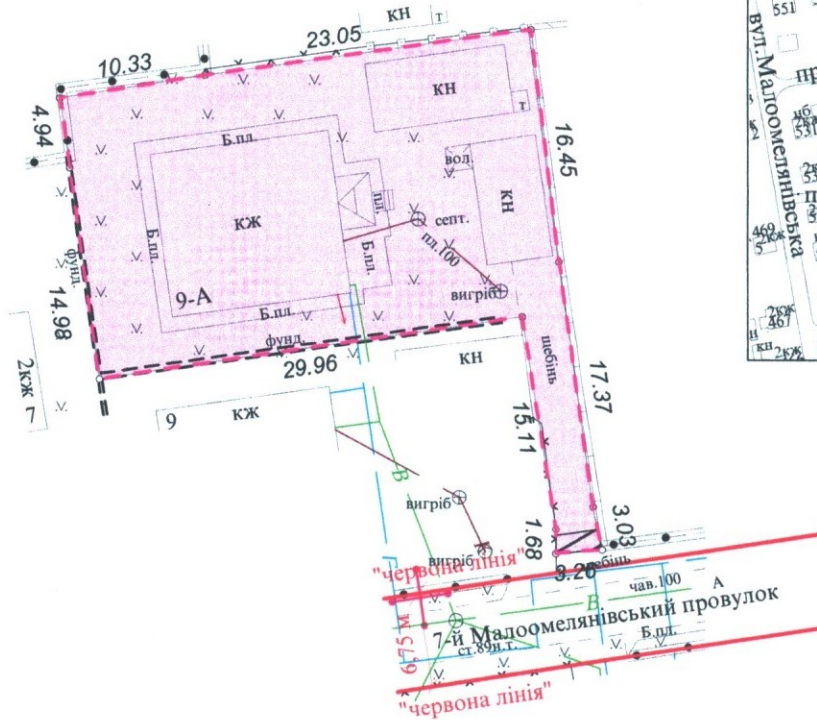 КН
т
23.05
10.33
4.94
КН
т
16.45
Б.пл.
вол.
КН
пл.
КЖ
септ.
Б.пл.
Б.пл.
пл.100
фунд.
9-А
вигріб
Б.пл.
14.98
фунд.
29.96
КН
щебінь
17.37
2кж
7
9
КЖ
15.11
В
вигріб
вигріб
1.68
3.03
3.26
"червона лінія"
щебінь
чав.100
А
В
6,75 м
7-й Малоомелянівський провулок
ст.89н.т.
Б.пл.
"червона лінія"
551
вул.Малоомелянівська
531
469
5
2кж
467
кн
2кж